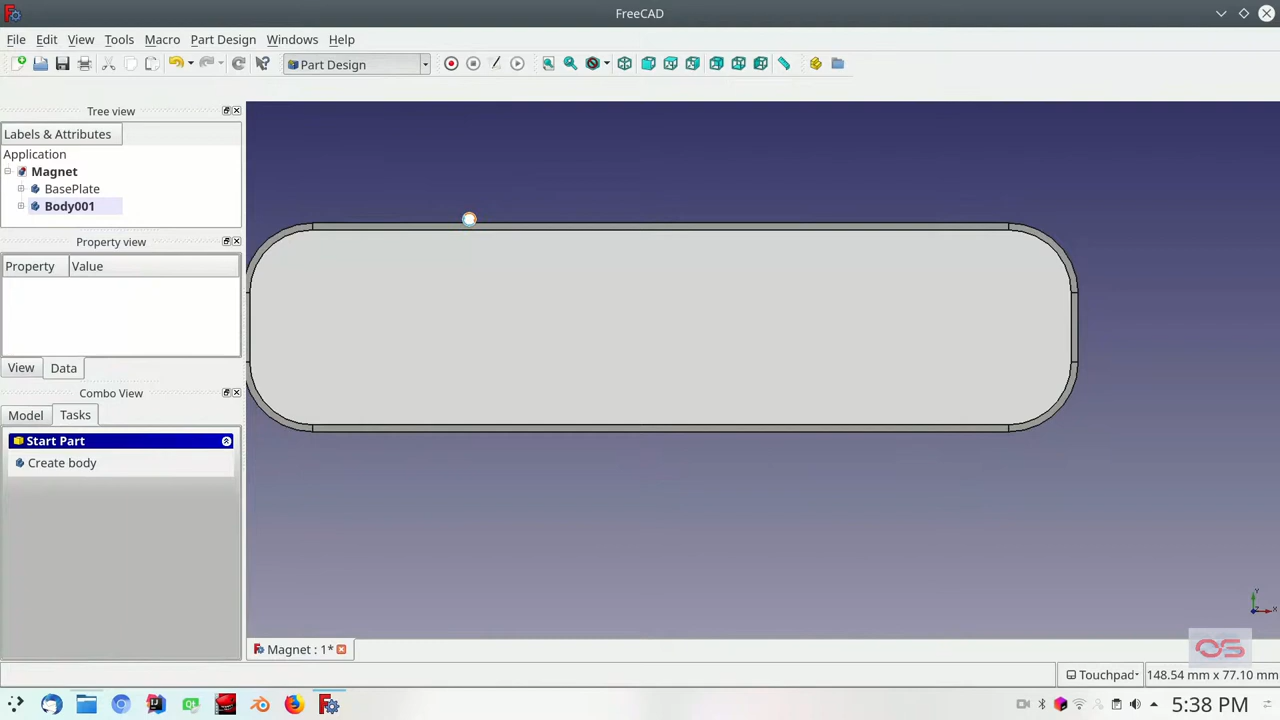 FreeCAD
File Edit View Tools Macro Part Design Windows Help
Part Design
Tree view
Labels & Attributes
Application
Magnet
BasePlate
Body001
Property view
Property Value
View Data
Combo View
Model Tasks
Start Part
Create body
Y
X
Magnet : 1*
OS
Touchpad
148.54 mm x 77.10 mm
5:38 PM